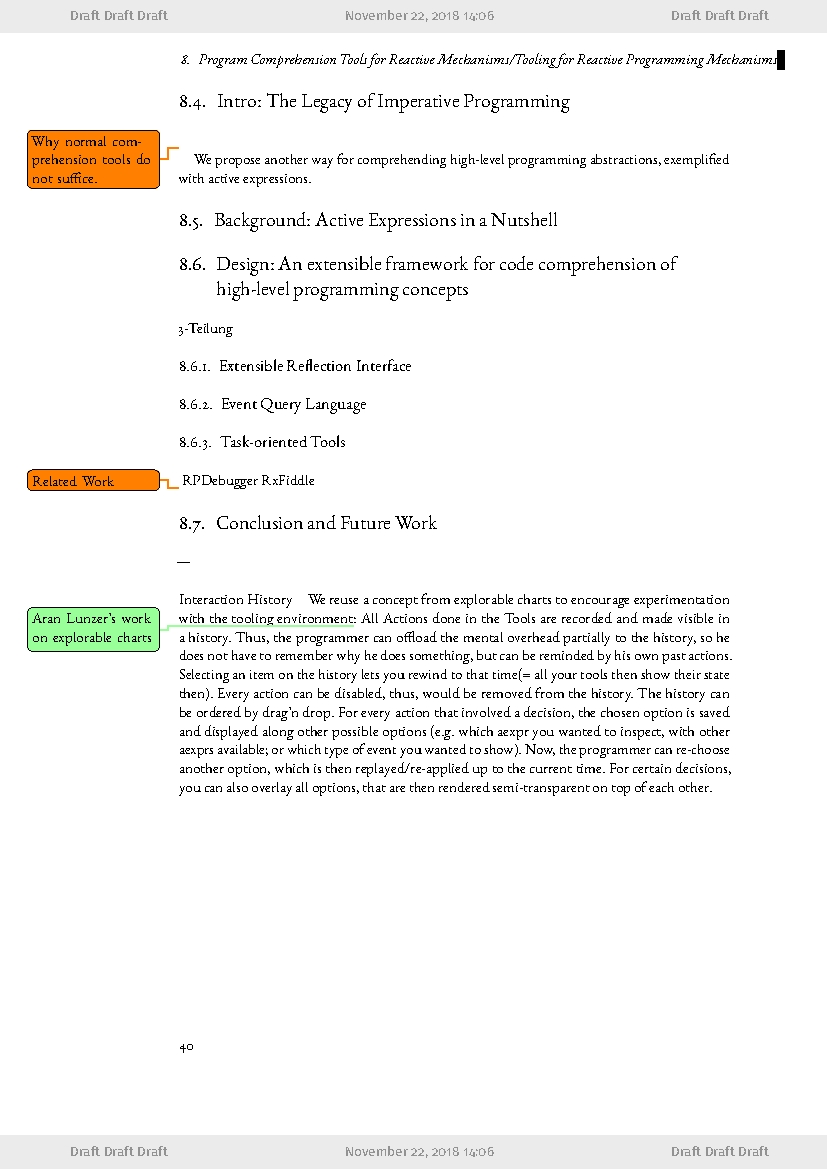 Draft Draft Draft November 22, 2018 14:06 Draft Draft Draft
8. Program Comprehension Tools for Reactive Mechanisms/Tooling for Reactive Programming Mechanisms
8.4. Intro: The Legacy of Imperative Programming
Why normal com-
prehension tools do
not suffice.
We propose another way for comprehending high-level programming abstractions, exemplified
with active expressions.
8.5. Background: Active Expressions in a Nutshell
8.6. Design: An extensible framework for code comprehension of
high-level programming concepts
3-Teilung
8.6.1. Extensible Reflection Interface
8.6.2. Event Query Language
8.6.3. Task-oriented Tools
Related Work
RPDebugger RxFiddle
8.7. Conclusion and Future Work
—
Interaction History We reuse a concept from explorable charts to encourage experimentation
with the tooling environment: All Actions done in the Tools are recorded and made visible in
a history. Thus, the programmer can offload the mental overhead partially to the history, so he
does not have to remember why he does something, but can be reminded by his own past actions.
Selecting an item on the history lets you rewind to that time(= all your tools then show their state
then). Every action can be disabled, thus, would be removed from the history. The history can
be ordered by drag'n drop. For every action that involved a decision, the chosen option is saved
and displayed along other possible options (e.g. which aexpr you wanted to inspect, with other
aexprs available; or which type of event you wanted to show). Now, the programmer can re-choose
another option, which is then replayed/re-applied up to the current time. For certain decisions,
you can also overlay all options, that are then rendered semi-transparent on top of each other.
Aran Lunzer's work
on explorable charts
40
Draft Draft Draft November 22, 2018 14:06 Draft Draft Draft